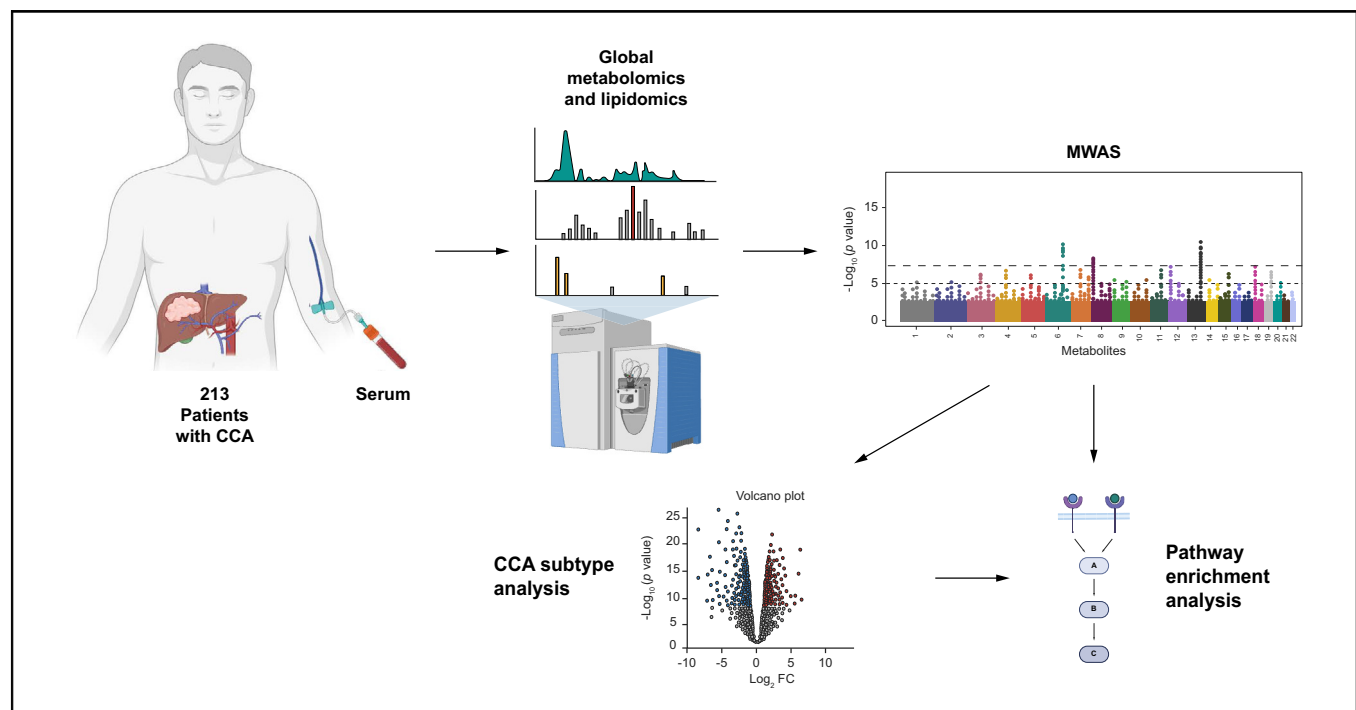 Global
metabolomics
and lipidomics
213
Patients
with CCA
Serum
MWAS
-Log10 (p value)
15
10
5
0
1 2 3 4 5 6 7 8 9 10 11 12 13 14 15 16 17 18 19 20 21 22
Metabolites
CCA subtype
analysis
Volcano plot
-Log10 (p value)
25
20
15
10
5
0
-10 -5 0 5 10
Log2 FC
A
B
C
Pathway
enrichment
analysis